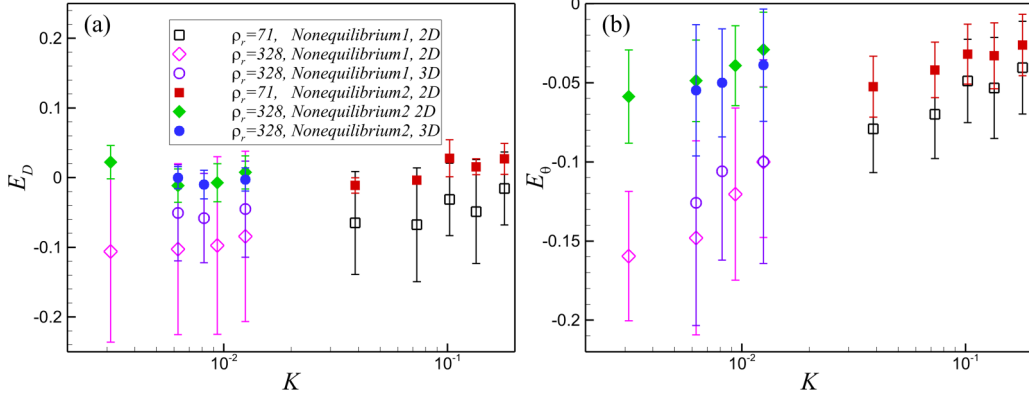 (a)
ρr=71, Nonequilibrium1, 2D
ρr=328, Nonequilibrium1, 2D
ρr=328, Nonequilibrium1, 3D
ρr=71, Nonequilibrium2, 2D
ρr=328, Nonequilibrium2 2D
ρr=328, Nonequilibrium2, 3D
0.2
0.1
0
-0.1
-0.2
E_D
10^-2
10^-1
K
(b)
0
-0.05
-0.1
-0.15
-0.2
E_θ
10^-2
10^-1
K